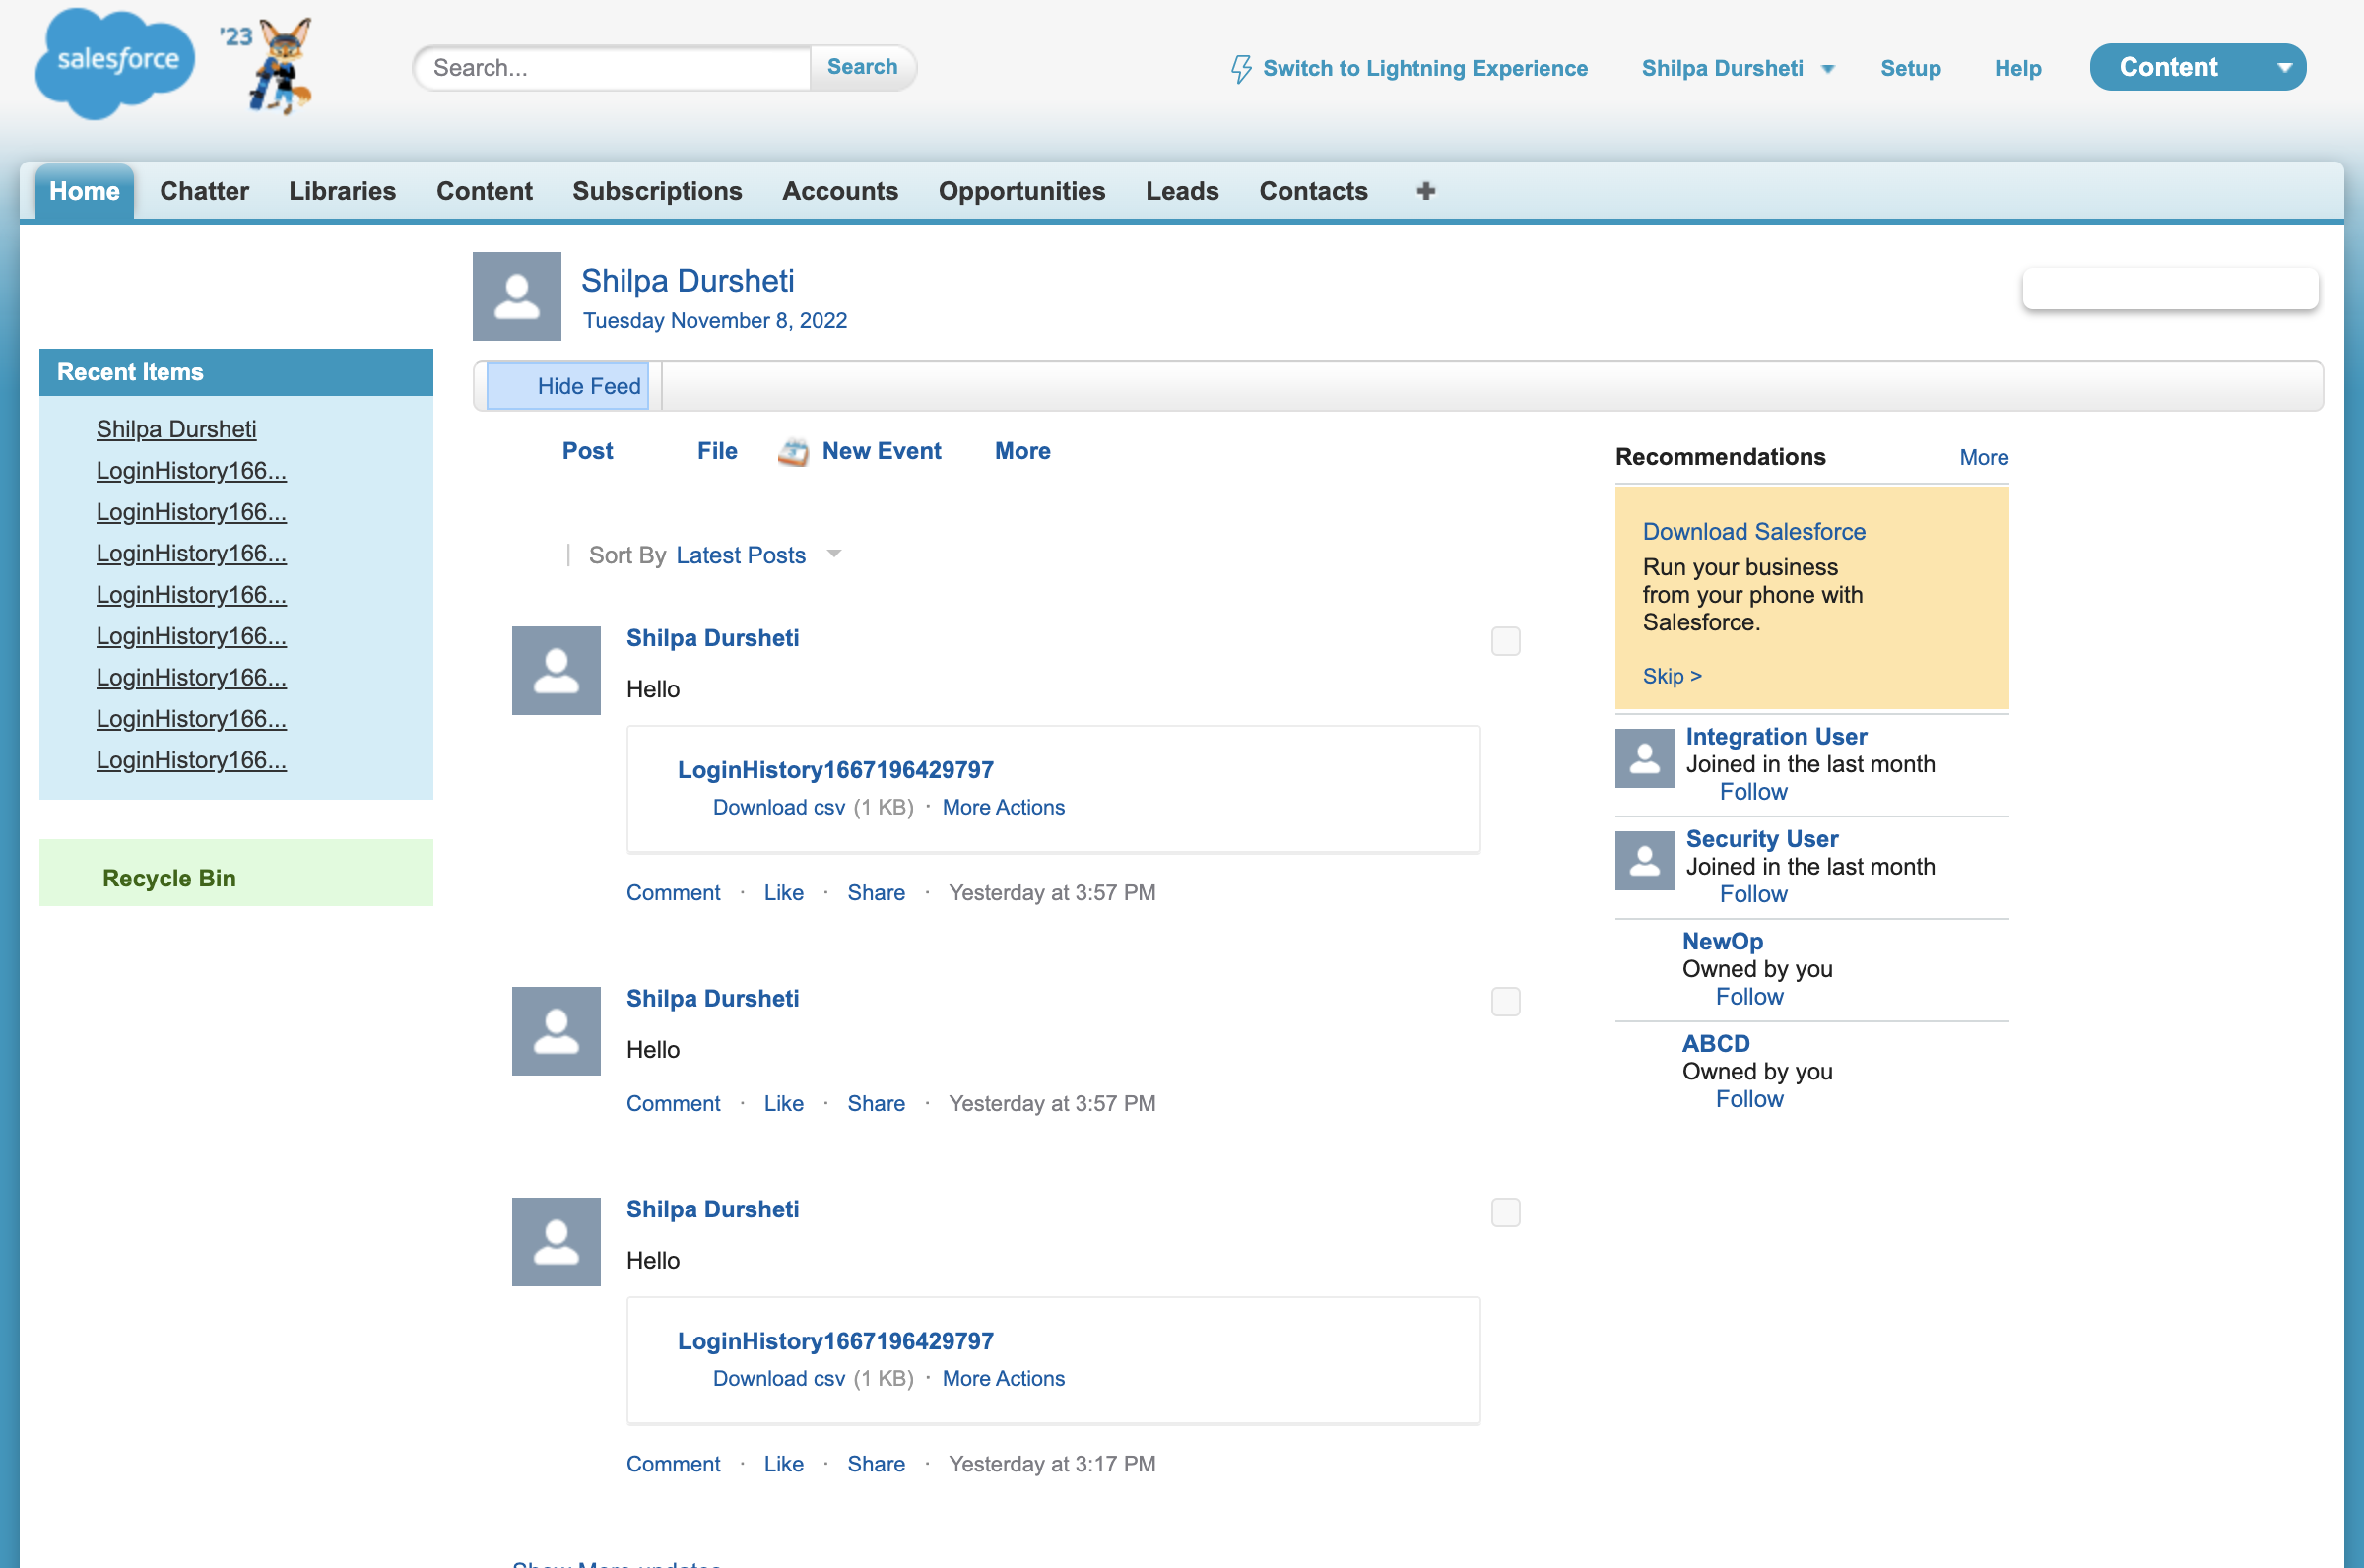 salesforce
'23
Search...
Search
Switch to Lightning Experience
Shilpa Dursheti
Setup
Help
Content
Home
Chatter
Libraries
Content
Subscriptions
Accounts
Opportunities
Leads
Contacts
Shilpa Dursheti
Tuesday November 8, 2022
Recent Items
Shilpa Dursheti
LoginHistory166...
LoginHistory166...
LoginHistory166...
LoginHistory166...
LoginHistory166...
LoginHistory166...
LoginHistory166...
LoginHistory166...
Recycle Bin
Hide Feed
Post
File
New Event
More
Sort By Latest Posts
Shilpa Dursheti
Hello
LoginHistory1667196429797
Download csv (1 KB) · More Actions
Comment · Like · Share · Yesterday at 3:57 PM
Shilpa Dursheti
Hello
Comment · Like · Share · Yesterday at 3:57 PM
Shilpa Dursheti
Hello
LoginHistory1667196429797
Download csv (1 KB) · More Actions
Comment · Like · Share · Yesterday at 3:17 PM
Show More updates
Recommendations
More
Download Salesforce
Run your business
from your phone with
Salesforce.
Skip >
Integration User
Joined in the last month
Follow
Security User
Joined in the last month
Follow
NewOp
Owned by you
Follow
ABCD
Owned by you
Follow